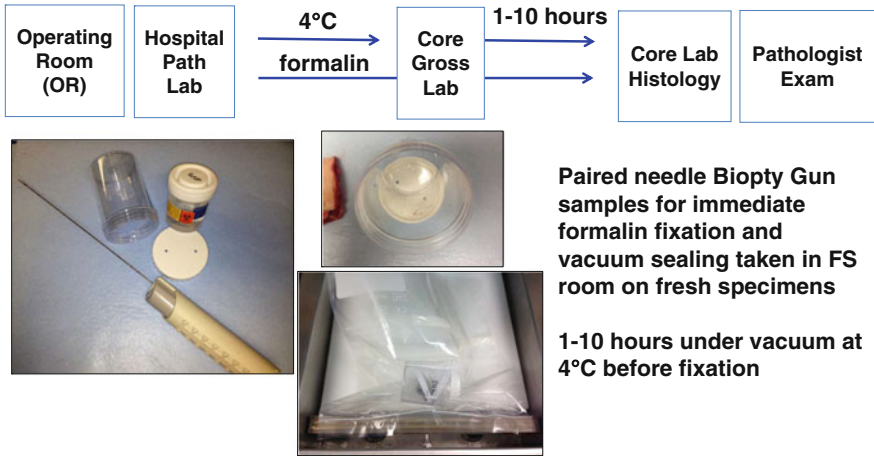 Operating
Room
(OR)
Hospital
Path
Lab
4°C
formalin
Core
Gross
Lab
1-10 hours
Core Lab
Histology
Pathologist
Exam
Paired needle Biopty Gun
samples for immediate
formalin fixation and
vacuum sealing taken in FS
room on fresh specimens
1-10 hours under vacuum at
4°C before fixation